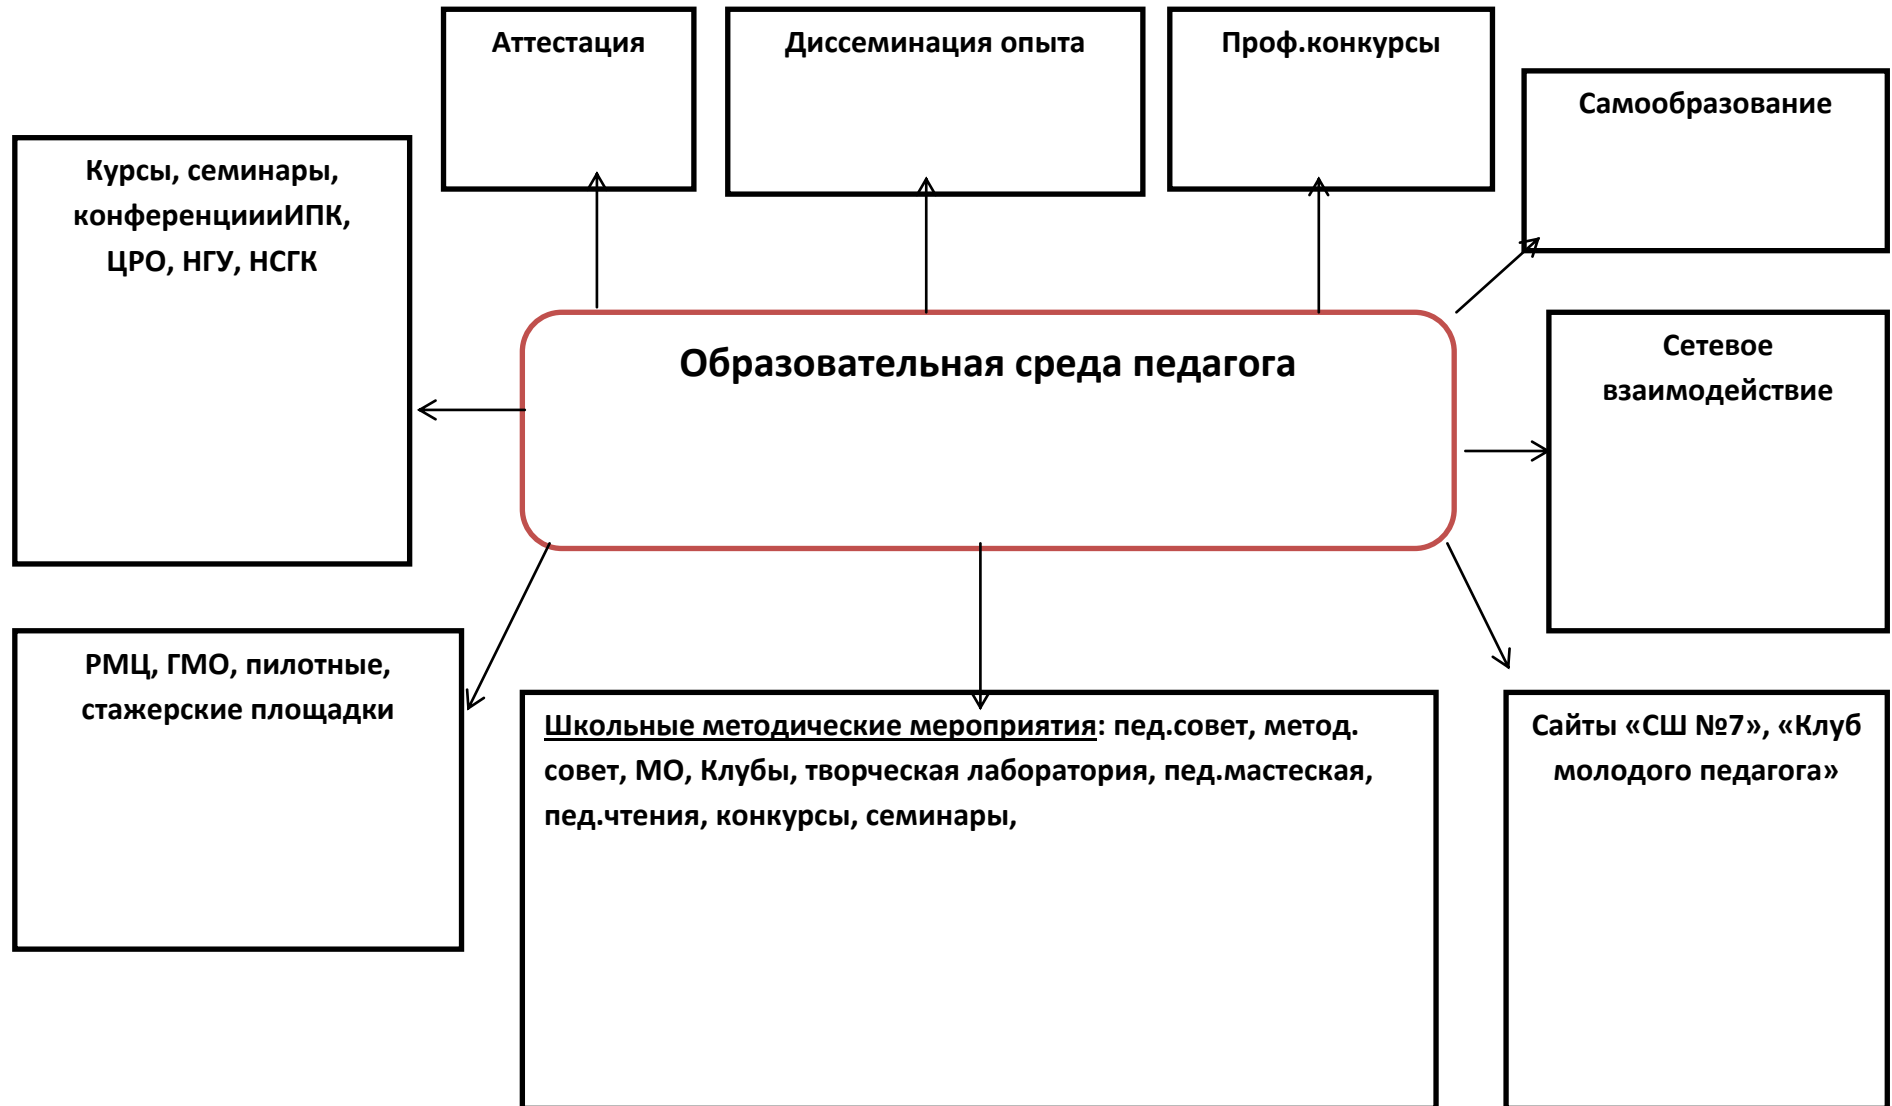 Аттестация
Диссеминация опыта
Проф.конкурсы
Самообразование
Курсы, семинары,
конференциииИПК,
ЦРО, НГУ, НСГК
Образовательная среда педагога
Сетевое
взаимодействие
РМЦ, ГМО, пилотные,
стажерские площадки
Школьные методические мероприятия: пед.совет, метод.
совет, МО, Клубы, творческая лаборатория, пед.мастеская,
пед.чтения, конкурсы, семинары,
Сайты «СШ №7», «Клуб
молодого педагога»